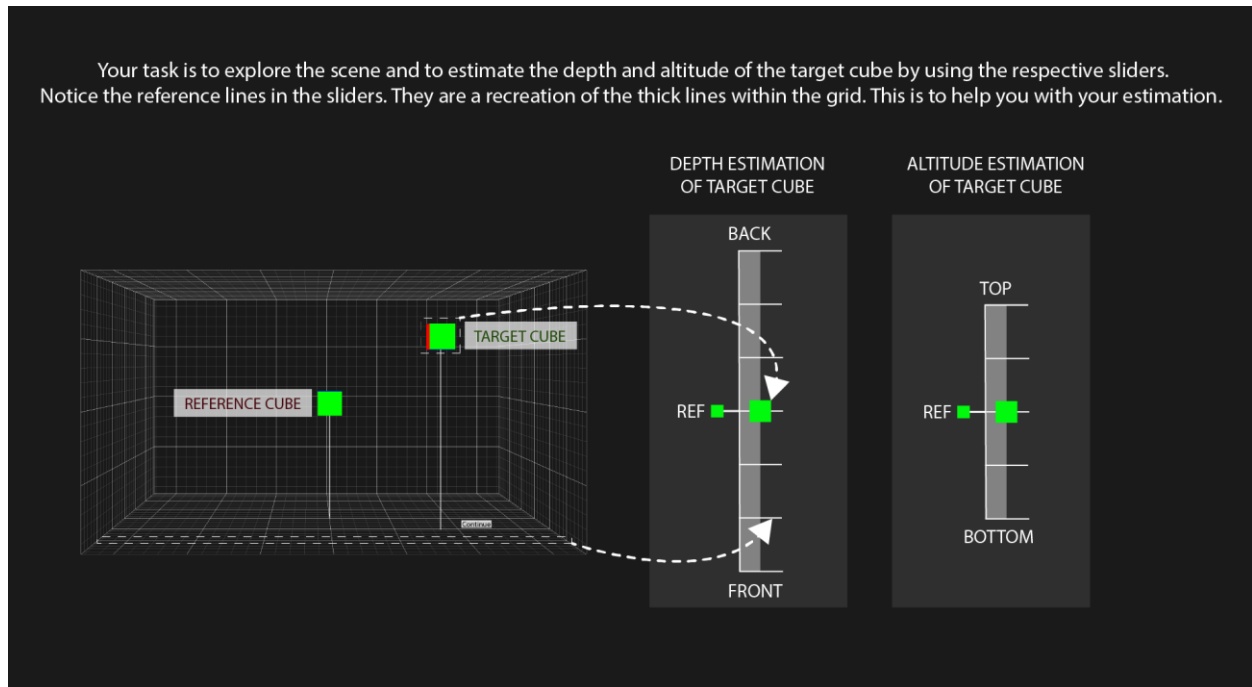 Your task is to explore the scene and to estimate the depth and altitude of the target cube by using the respective sliders.
Notice the reference lines in the sliders. They are a recreation of the thick lines within the grid. This is to help you with your estimation.
DEPTH ESTIMATION
OF TARGET CUBE
ALTITUDE ESTIMATION
OF TARGET CUBE
BACK
TOP
TARGET CUBE
REFERENCE CUBE
REF
REF
Continue
BOTTOM
FRONT